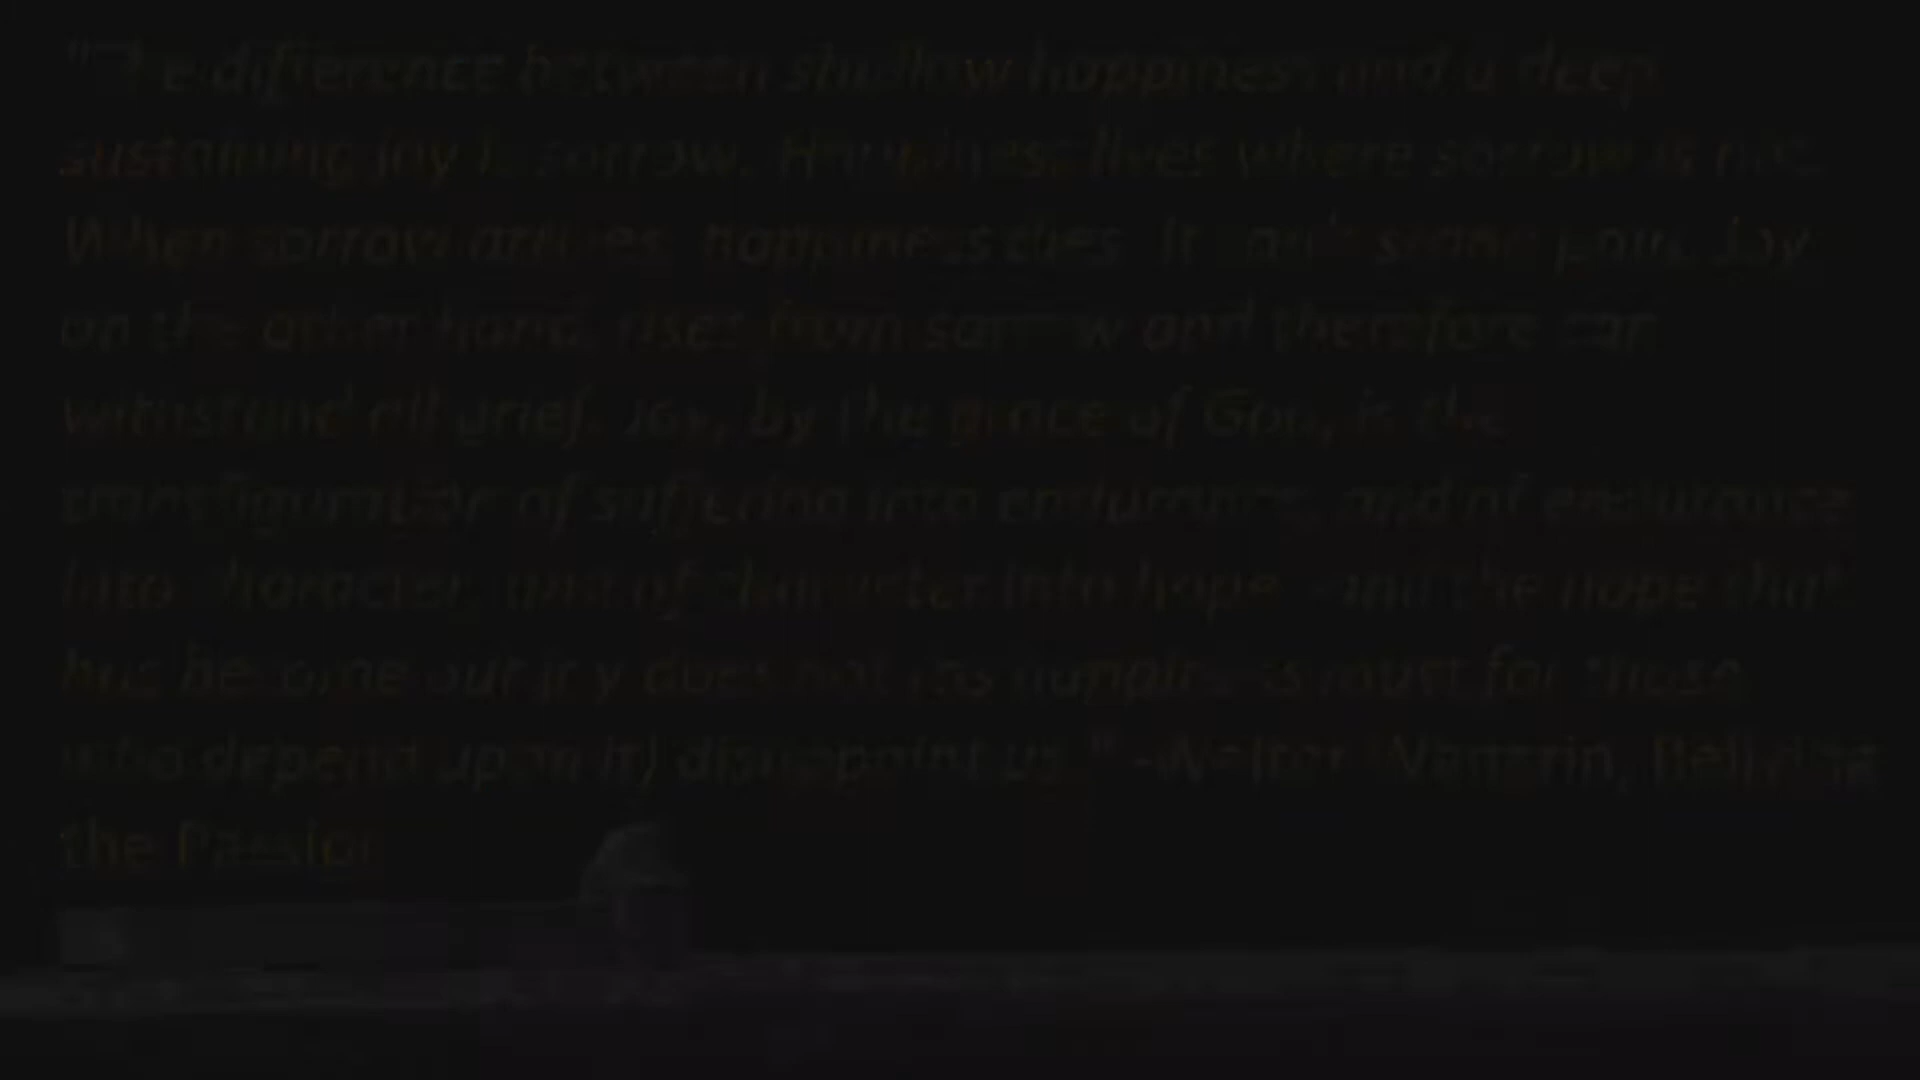 "The difference between shallow happiness and a deep
sustaining joy is sorrow. Happiness lives where sorrow is not.
When sorrow arrives, happiness dies. It can't stand pain. Joy,
on the other hand, rises from sorrow and therefore can
withstand all grief. Joy, by the grace of God, is the
transfiguration of suffering into endurance, and of endurance
into character, and of character into hope--and the hope that
has become our joy does not (as happiness must for those
who depend upon it) disappoint us." -Walter Wangerin, Reliving
the Passion